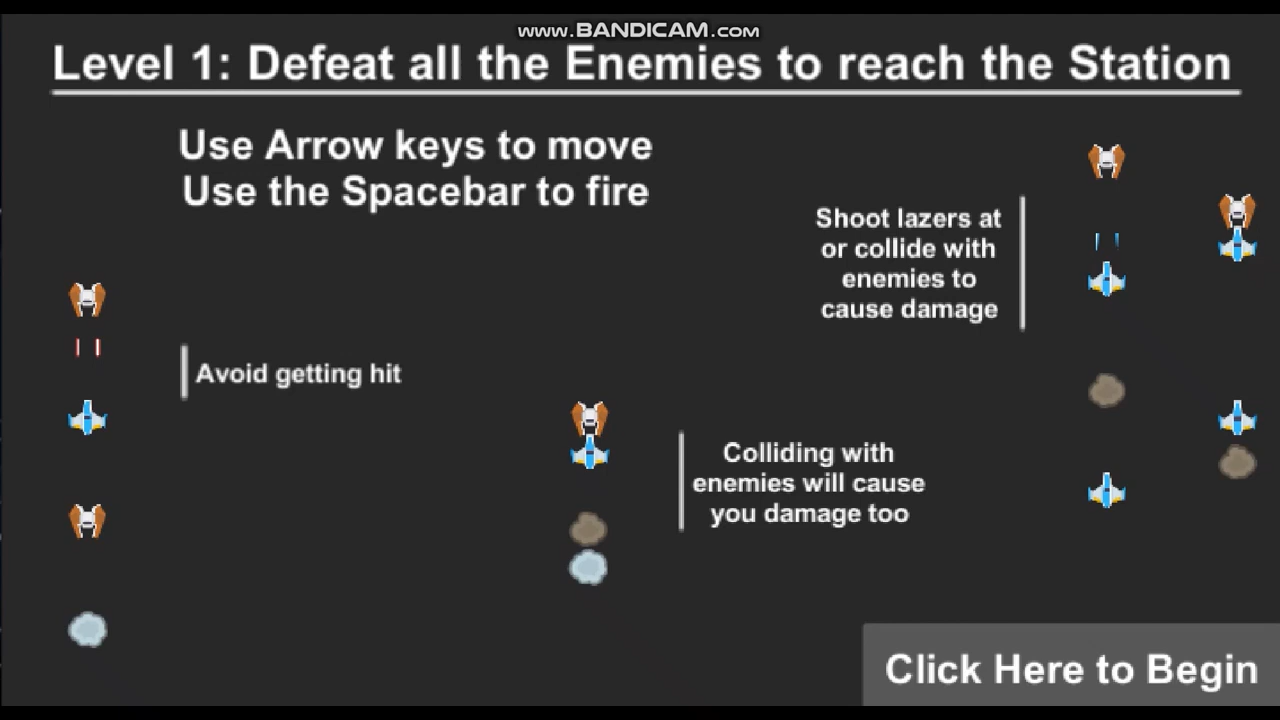 www.BANDICAM.com
Level 1: Defeat all the Enemies to reach the Station
Use Arrow keys to move
Use the Spacebar to fire
Shoot lazers at
or collide with
enemies to
cause damage
Avoid getting hit
Colliding with
enemies will cause
you damage too
Click Here to Begin